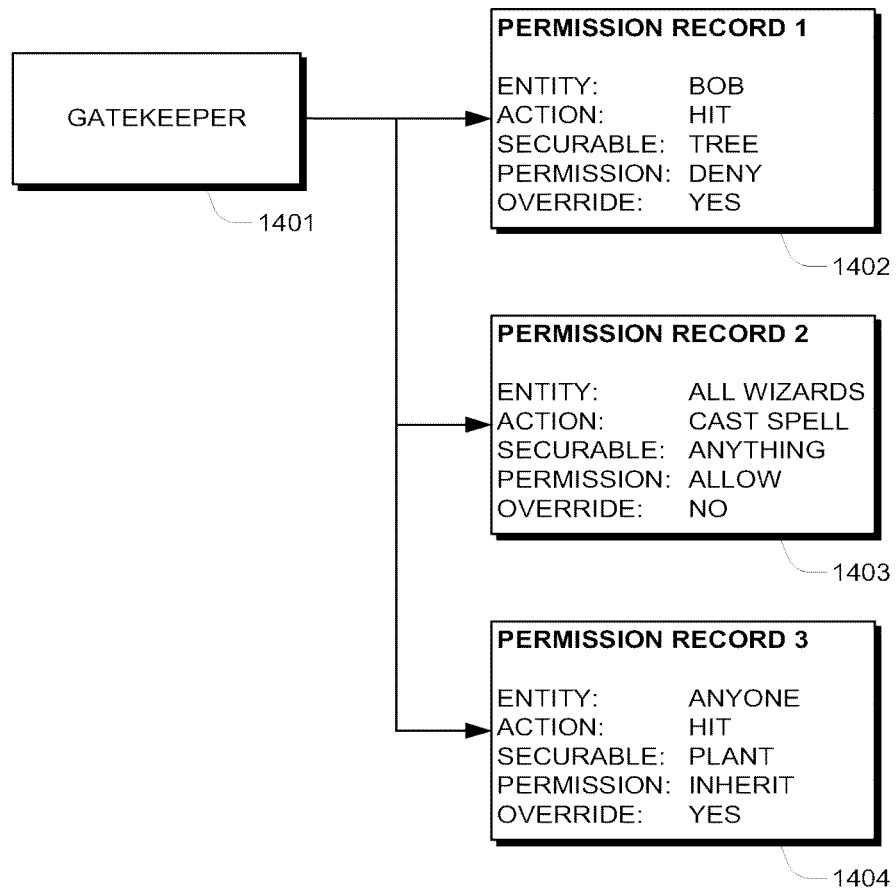 GATEKEEPER
1401
PERMISSION RECORD 1
ENTITY: BOB
ACTION: HIT
SECURABLE: TREE
PERMISSION: DENY
OVERRIDE: YES
1402
PERMISSION RECORD 2
ENTITY: ALL WIZARDS
ACTION: CAST SPELL
SECURABLE: ANYTHING
PERMISSION: ALLOW
OVERRIDE: NO
1403
PERMISSION RECORD 3
ENTITY: ANYONE
ACTION: HIT
SECURABLE: PLANT
PERMISSION: INHERIT
OVERRIDE: YES
1404